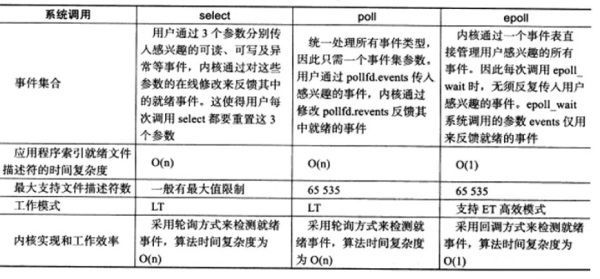 系统调用 select poll epoll
事件集合
用户通过 3 个参数分别传
入感兴趣的可读、可写及异
常等事件，内核通过对这些
参数的在线修改来反馈其中
的就绪事件。这使得用户每
次调用 select 都要重置这 3
个参数
统一处理所有事件类型，
因此只需一个事件集参数。
用户通过 pollfd.events 传入
感兴趣的事件，内核通过
修改 pollfd.revents 反馈其
中就绪的事件
内核通过一个事件表直
接管理用户感兴趣的所有
事件。因此每次调用 epoll_
wait 时，无须反复传入用户
感兴趣的事件。epoll_wait
系统调用的参数 events 仅用
来反馈就绪的事件
应用程序索引就绪文件
描述符的时间复杂度
O(n) O(n) O(1)
最大支持文件描述符数 一般有最大值限制 65 535 65 535
工作模式 LT LT 支持 ET 高效模式
内核实现和工作效率
采用轮询方式来检测就绪
事件，算法时间复杂度为
O(n)
采用轮询方式来检测就
绪事件，算法时间复杂度
为 O(n)
采用回调方式来检测就
绪事件，算法时间复杂度为
O(1)